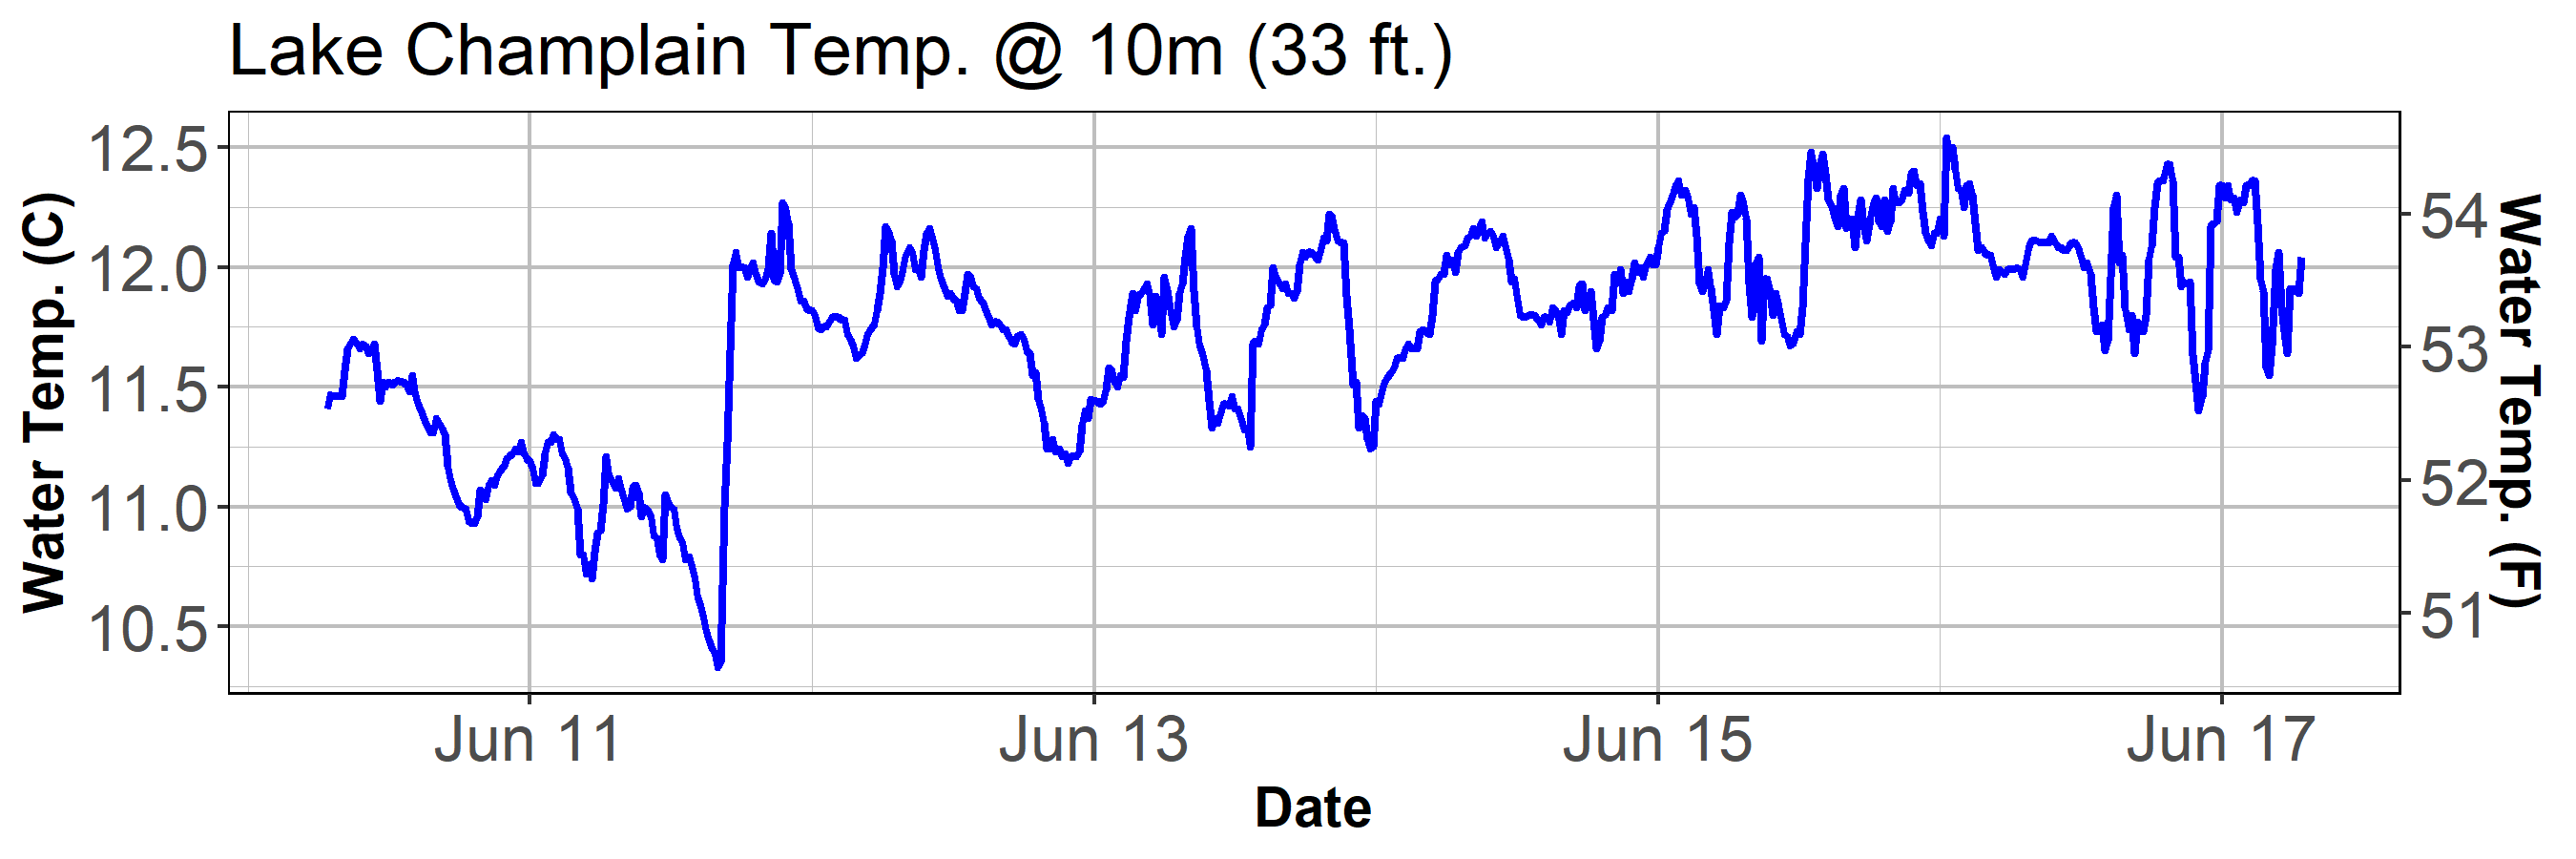 Lake Champlain Temp. @ 10m (33 ft.)
Water Temp. (C)
12.5
12.0
11.5
11.0
10.5
54
53
52
51
Water Temp. (F)
Jun 11
Jun 13
Jun 15
Jun 17
Date